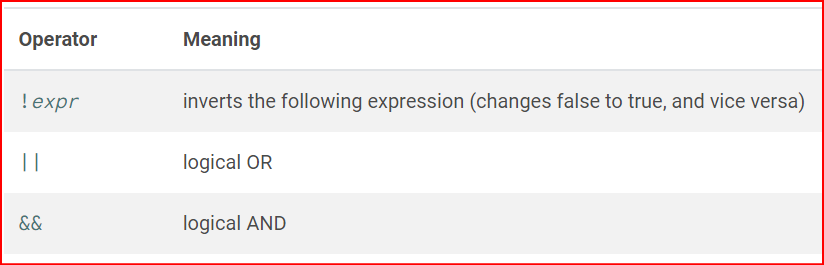 Operator Meaning
!expr inverts the following expression (changes false to true, and vice versa)
|| logical OR
&& logical AND